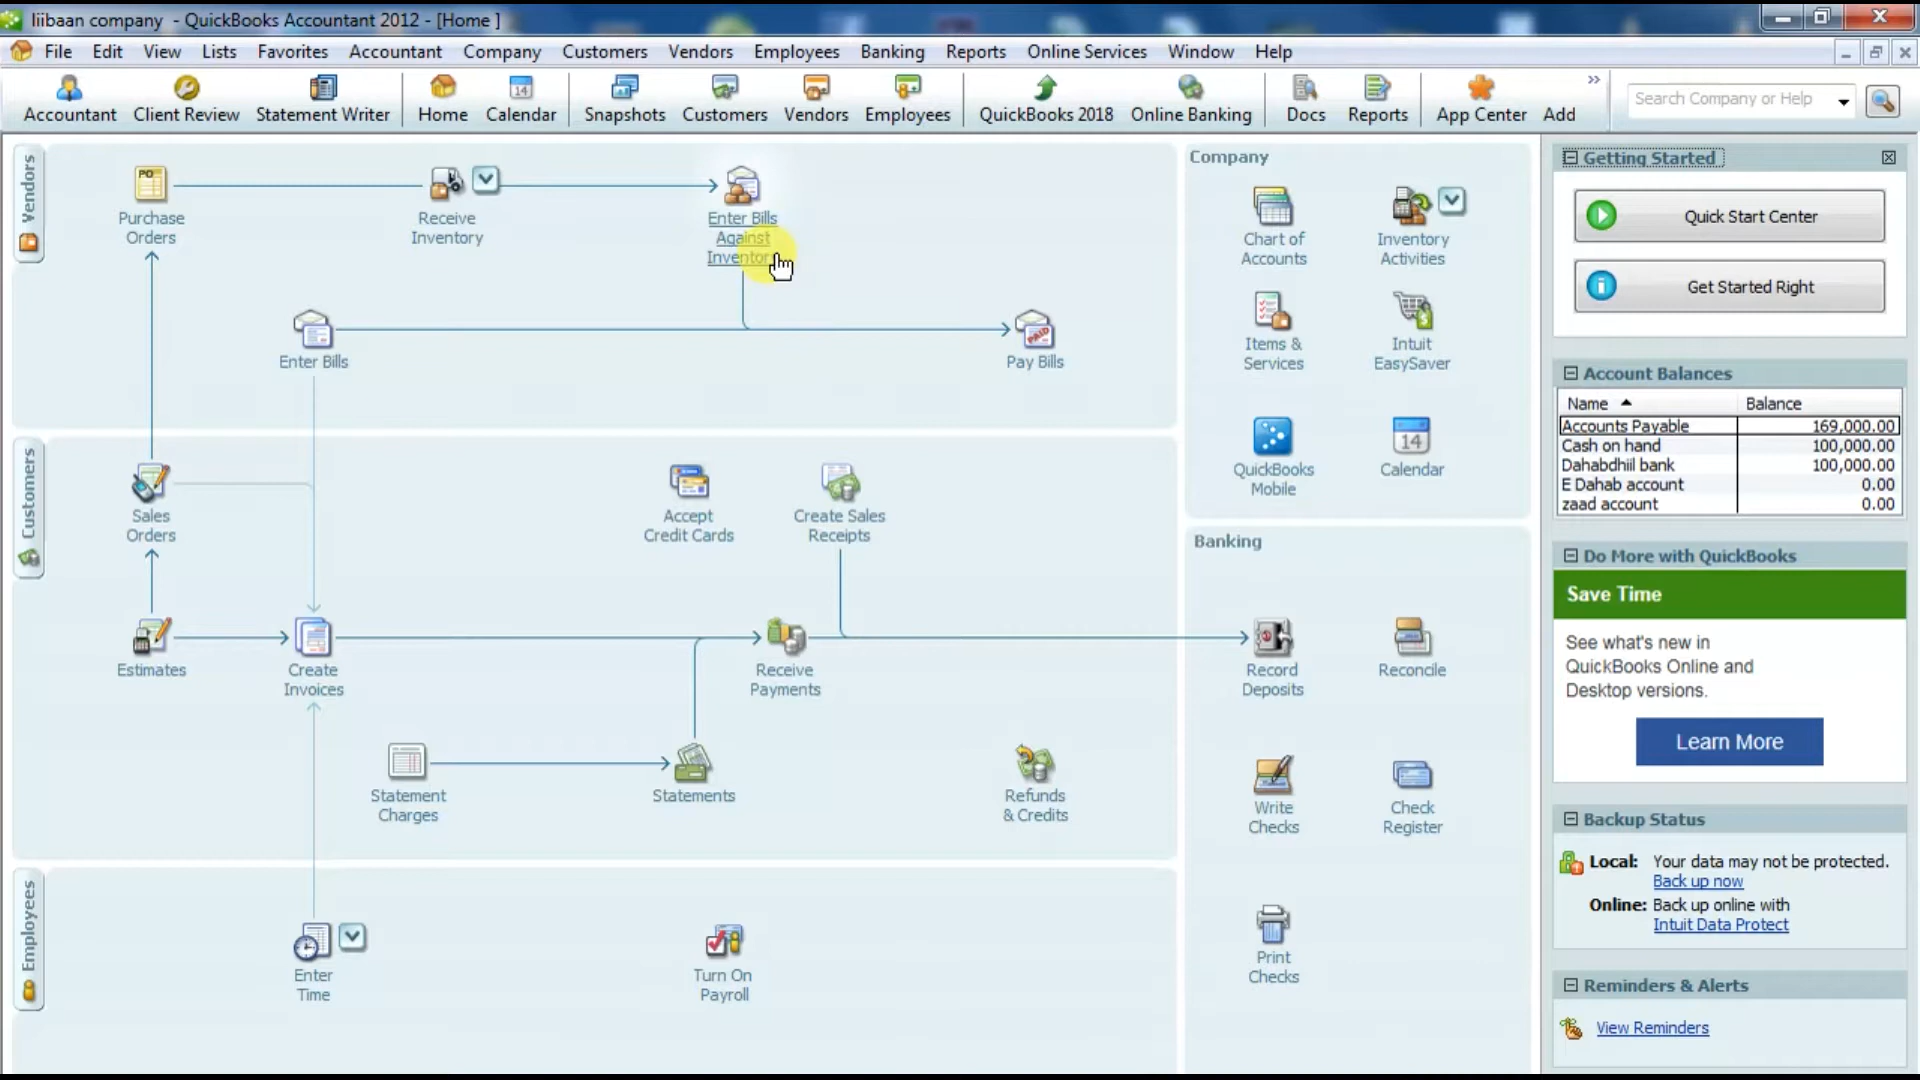 liibaan company - QuickBooks Accountant 2012 - [Home ]
File Edit View Lists Favorites Accountant Company Customers Vendors Employees Banking Reports Online Services Window Help
Accountant Client Review Statement Writer Home Calendar Snapshots Customers Vendors Employees QuickBooks 2018 Online Banking Docs Reports App Center Add
14
Search Company or Help
Vendors
PO
Purchase
Orders
Receive
Inventory
Enter Bills
Against
Inventory
Enter Bills
PAID
Pay Bills
Customers
Sales
Orders
Accept
Credit Cards
Create Sales
Receipts
Estimates
Create
Invoices
Receive
Payments
Statement
Charges
Statements
Refunds
& Credits
Employees
Enter
Time
Turn On
Payroll
Company
Chart of
Accounts
Inventory
Activities
Items &
Services
Intuit
EasySaver
QuickBooks
Mobile
14
Calendar
Banking
Record
Deposits
Reconcile
Write
Checks
Check
Register
Print
Checks
Getting Started
Quick Start Center
Get Started Right
Account Balances
Name Balance
Accounts Payable 169,000.00
Cash on hand 100,000.00
Dahabdhiil bank 100,000.00
E Dahab account 0.00
zaad account 0.00
Do More with QuickBooks
Save Time
See what's new in
QuickBooks Online and
Desktop versions.
Learn More
Backup Status
Local: Your data may not be protected.
Back up now
Online: Back up online with
Intuit Data Protect
Reminders & Alerts
View Reminders